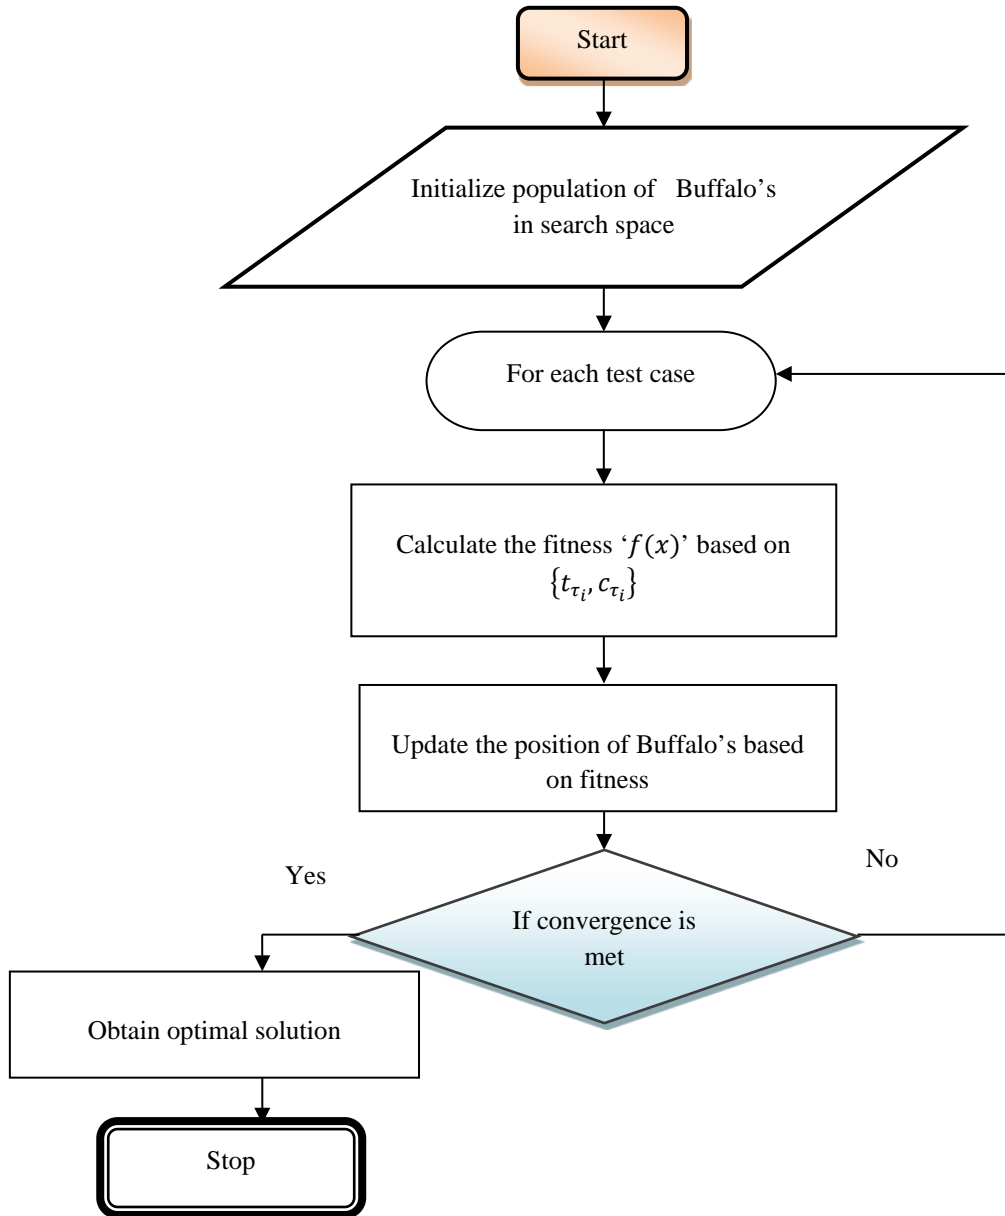 Start
Initialize population of Buffalo’s
in search space
For each test case
Calculate the fitness ‘f(x)’ based on
{t_{τ_i}, c_{τ_i}}
Update the position of Buffalo’s based
on fitness
Yes
No
If convergence is
met
Obtain optimal solution
Stop